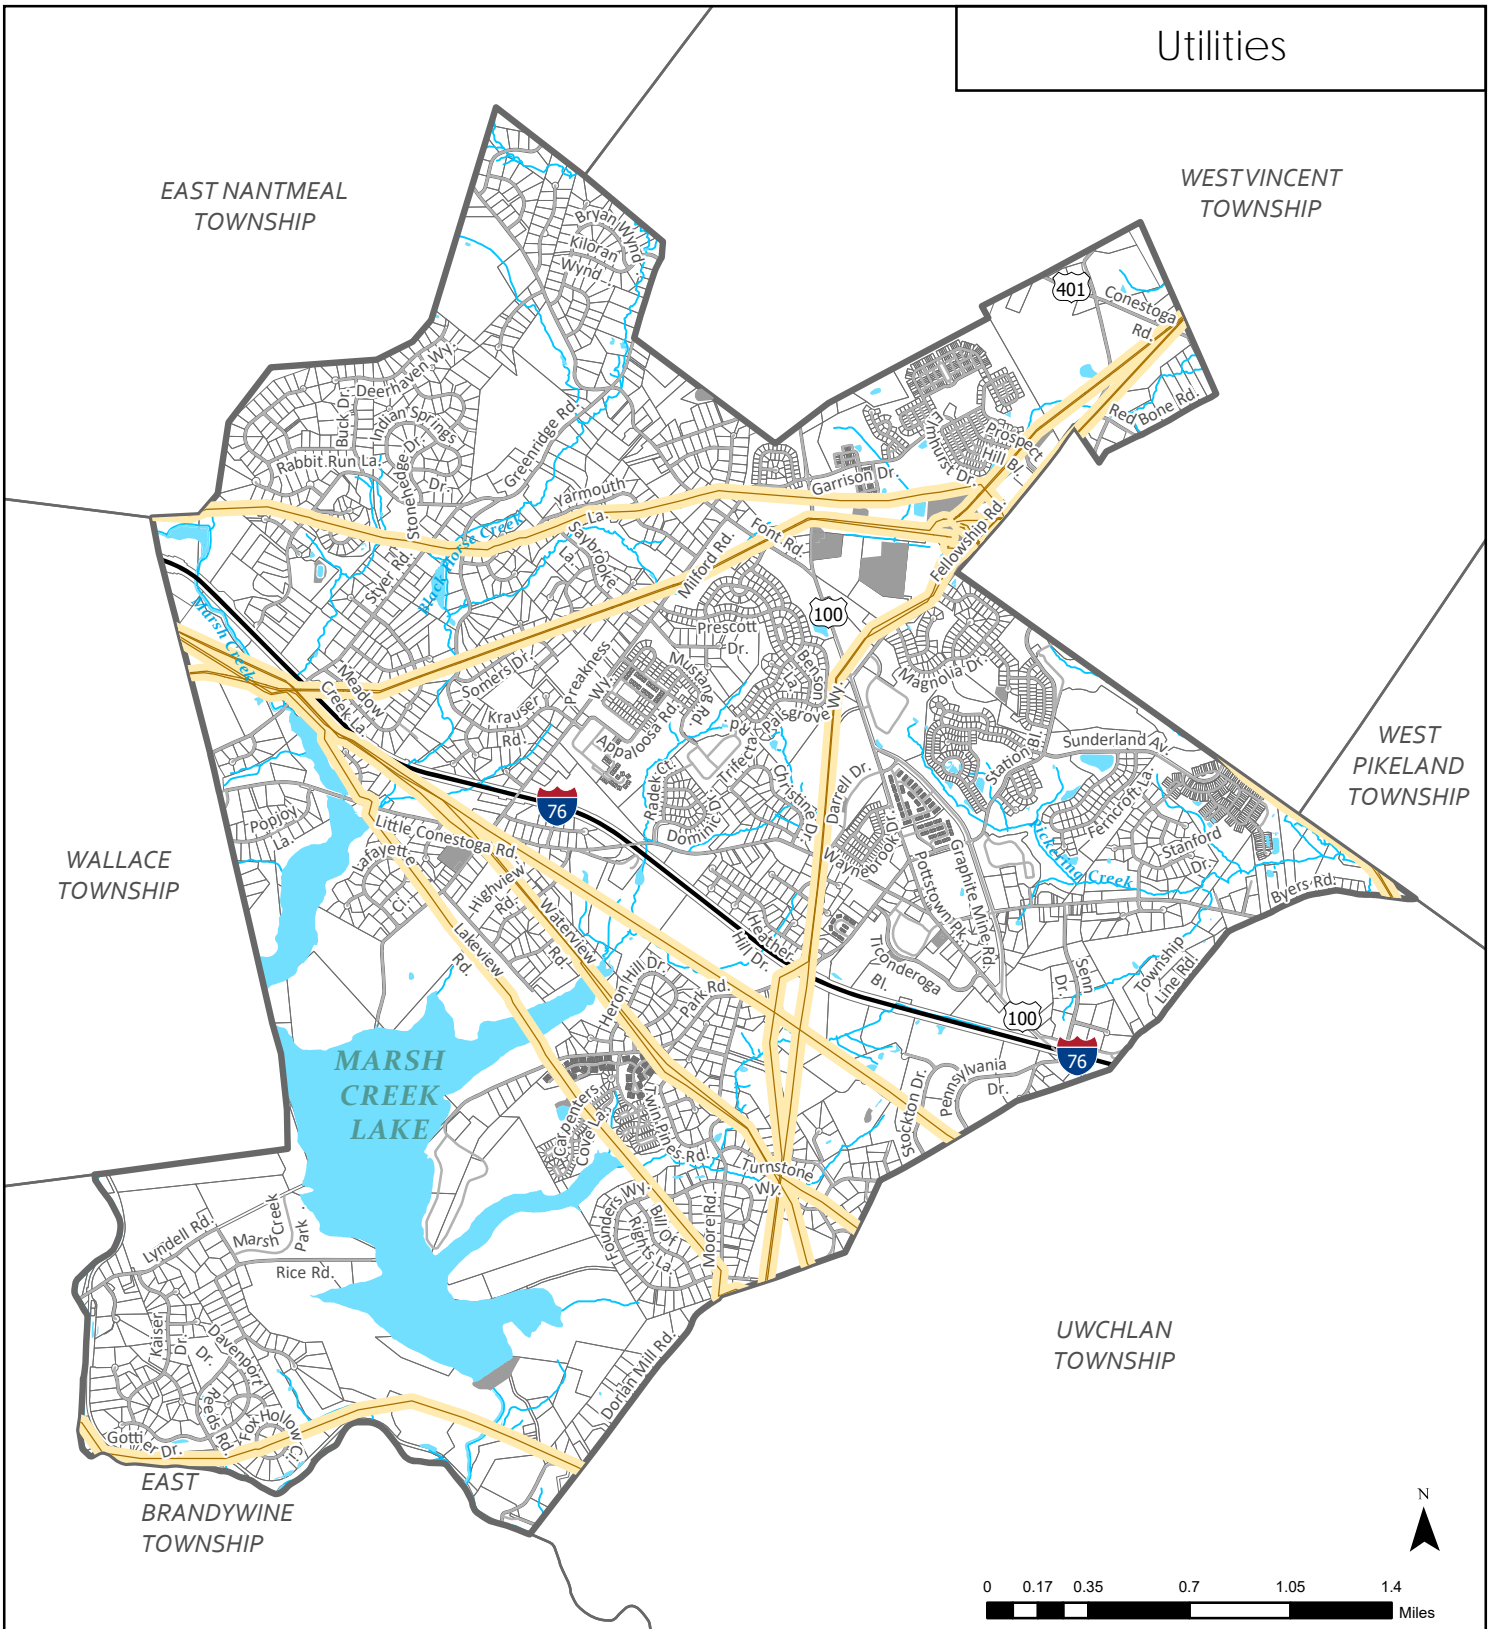 Utilities
EAST NANTMEAL
TOWNSHIP
WEST VINCENT
TOWNSHIP
Bryan Wynd
Kiloran
Wynd
401
Conestoga
Rd.
Deerhaven Wy.
Buck Dr.
Indian Springs
Dr.
Rabbit Run La.
Stonehedge Dr.
Greenridge Rd.
Red Bone Rd.
Prospect
Hill Bl.
Emmhurst Dr.
Garrison Dr.
Yarmouth
La.
Saybrooke
La.
Black Horse Creek
Styer Rd.
Milford Rd.
Font Rd.
Fellowship Rd.
Marsh Creek
100
Prescott
Dr.
Benson
La.
Magnolia Dr.
Meadow
Creek La.
Somers Dr.
Krauser
Rd.
Preakness
Wy.
Mustang
Rd.
Appaloosa Rd.
Palsgrove Wy.
Trifecta
Rd.
Radek Ct.
Dominic Dr.
Christine Dr.
Darrell Dr.
Station Bl.
Sunderland Av.
WEST
PIKELAND
TOWNSHIP
76
Popjoy
La.
Little Conestoga Rd.
Lafayette
Ci.
Highview
Rd.
Waynebrook Dr.
Pottstown Pk.
Graphite Mine Rd.
Ferncroft La.
Stanford
Dr.
Pickering Creek
Byers Rd.
WALLACE
TOWNSHIP
Lakeview
Rd.
Waterview
Rd.
Heather
Hill Dr.
Ticonderoga
Bl.
Senn
Dr.
Township
Line Rd.
Heron Hill Dr.
Park Rd.
100
76
MARSH
CREEK
LAKE
Stockton Dr.
Pennsylvania
Dr.
Carpenters
Cove La.
Twin Pines Rd.
Turnstone
Wy.
Founders Wy.
Bill Of
Rights La.
Moore Rd.
Lyndell Rd.
Marsh Creek
Park
Rice Rd.
Kaiser
Dr.
Davenport
Dr.
Reeds Rd.
Fox Hollow Ci.
Gottier Dr.
Dorlan Mill Rd.
UWCHLAN
TOWNSHIP
EAST
BRANDYWINE
TOWNSHIP
N
0 0.17 0.35 0.7 1.05 1.4
Miles